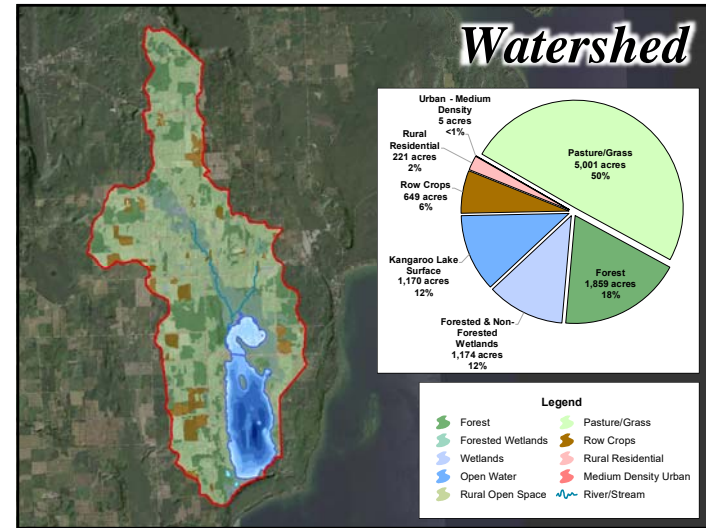 Watershed
Urban - Medium
Density
5 acres
<1%
Rural
Residential
221 acres
2%
Row Crops
649 acres
6%
Kangaroo Lake
Surface
1,170 acres
12%
Forested & Non-
Forested
Wetlands
1,174 acres
12%
Pasture/Grass
5,001 acres
50%
Forest
1,859 acres
18%
Legend
Forest
Forested Wetlands
Wetlands
Open Water
Rural Open Space
Pasture/Grass
Row Crops
Rural Residential
Medium Density Urban
River/Stream